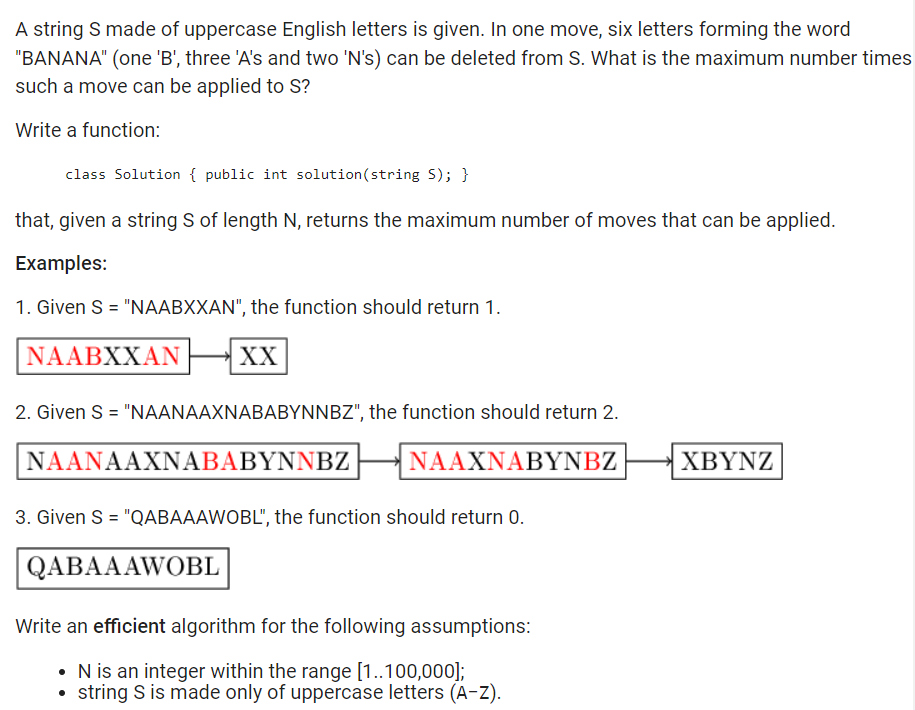 A string S made of uppercase English letters is given. In one move, six letters forming the word
"BANANA" (one 'B', three 'A's and two 'N's) can be deleted from S. What is the maximum number times
such a move can be applied to S?
Write a function:
class Solution { public int solution(string S); }
that, given a string S of length N, returns the maximum number of moves that can be applied.
Examples:
1. Given S = "NAABXXAN", the function should return 1.
NAABXXAN XX
2. Given S = "NAANAAXNABABYNNBZ", the function should return 2.
NAANAAXNABABYNNBZ NAAXNABYNBZ XBYNZ
3. Given S = "QABAAAWOBL", the function should return 0.
QABAAAWOBL
Write an efficient algorithm for the following assumptions:
• N is an integer within the range [1..100,000];
• string S is made only of uppercase letters (A-Z).